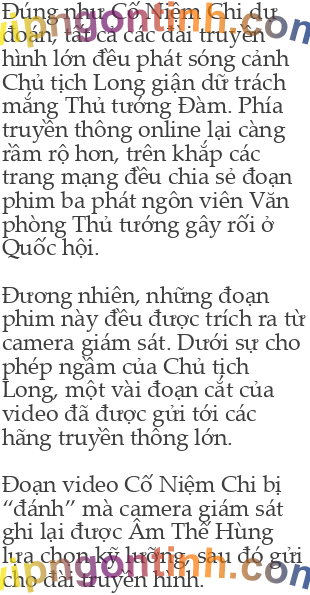 Đúng như Cố Niệm Chi dự
đoán, tất cả các đài truyền
hình lớn đều phát sóng cảnh
Chủ tịch Long giận dữ trách
mắng Thủ tướng Đàm. Phía
truyền thông online lại càng
rầm rộ hơn, trên khắp các
trang mạng đều chia sẻ đoạn
phim ba phát ngôn viên Văn
phòng Thủ tướng gây rối ở
Quốc hội.
Đương nhiên, những đoạn
phim này đều được trích ra từ
camera giám sát. Dưới sự cho
phép ngầm của Chủ tịch
Long, một vài đoạn cắt của
video đã được gửi tới các
hãng truyền thông lớn.
Đoạn video Cố Niệm Chi bị
“đánh” mà camera giám sát
ghi lại được Âm Thế Hùng
lựa chọn kỹ lưỡng, sau đó gửi
cho đài truyền hình.
vipngontinh.com
vipngontinh.com